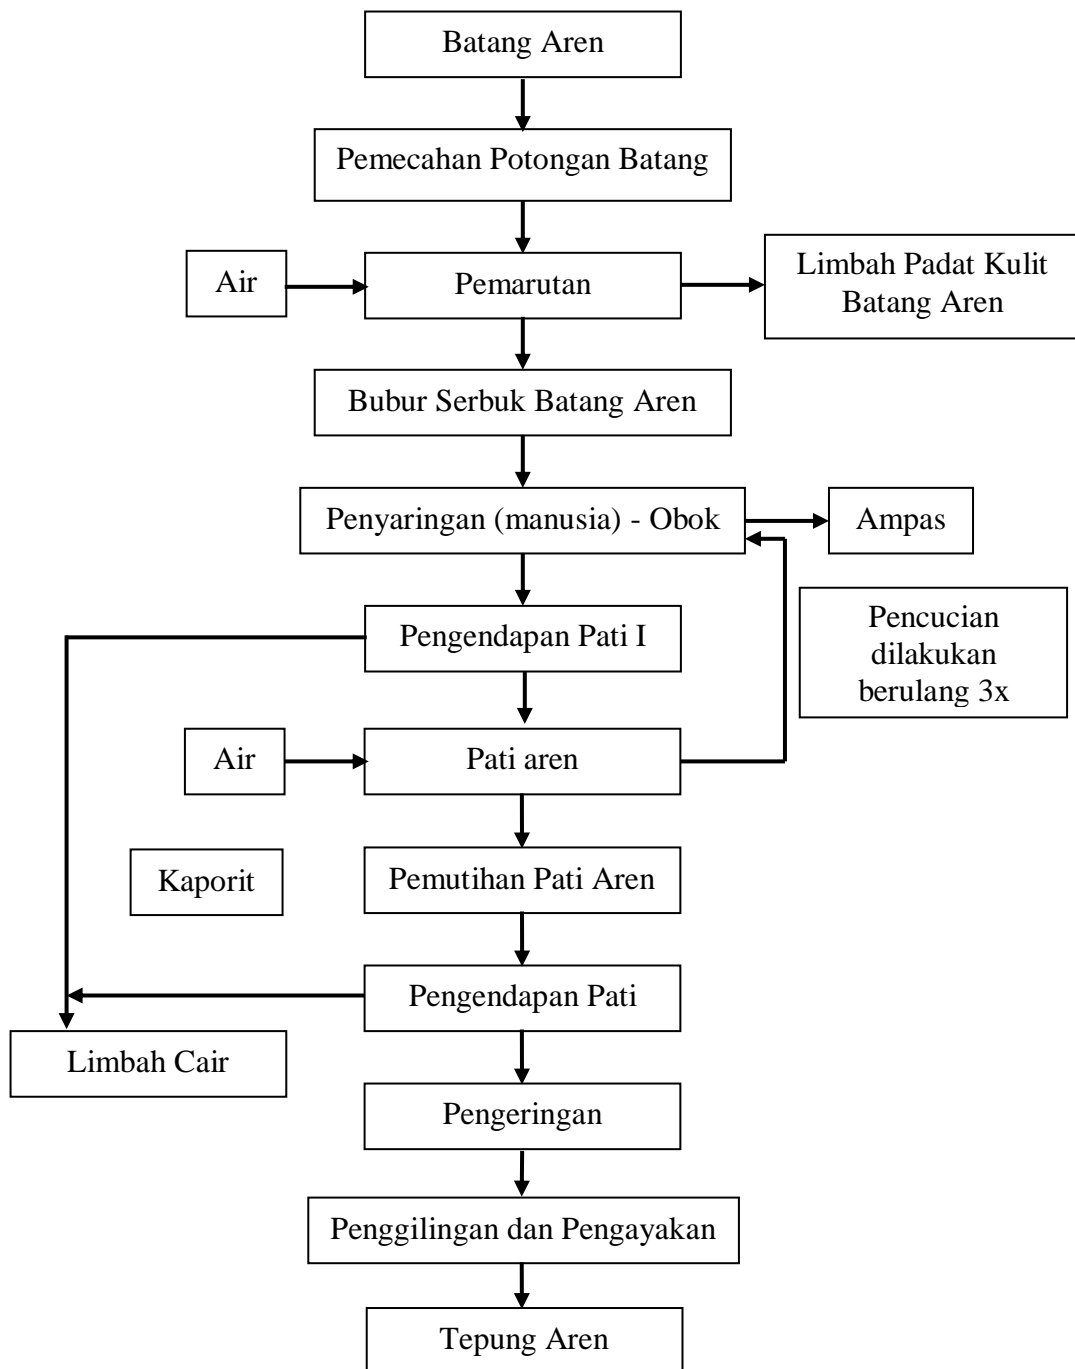 Batang Aren
Pemecahan Potongan Batang
Air
Pemarutan
Limbah Padat Kulit
Batang Aren
Bubur Serbuk Batang Aren
Penyaringan (manusia) - Obok
Ampas
Pengendapan Pati I
Pencucian
dilakukan
berulang 3x
Air
Pati aren
Kaporit
Pemutihan Pati Aren
Pengendapan Pati
Limbah Cair
Pengeringan
Penggilingan dan Pengayakan
Tepung Aren